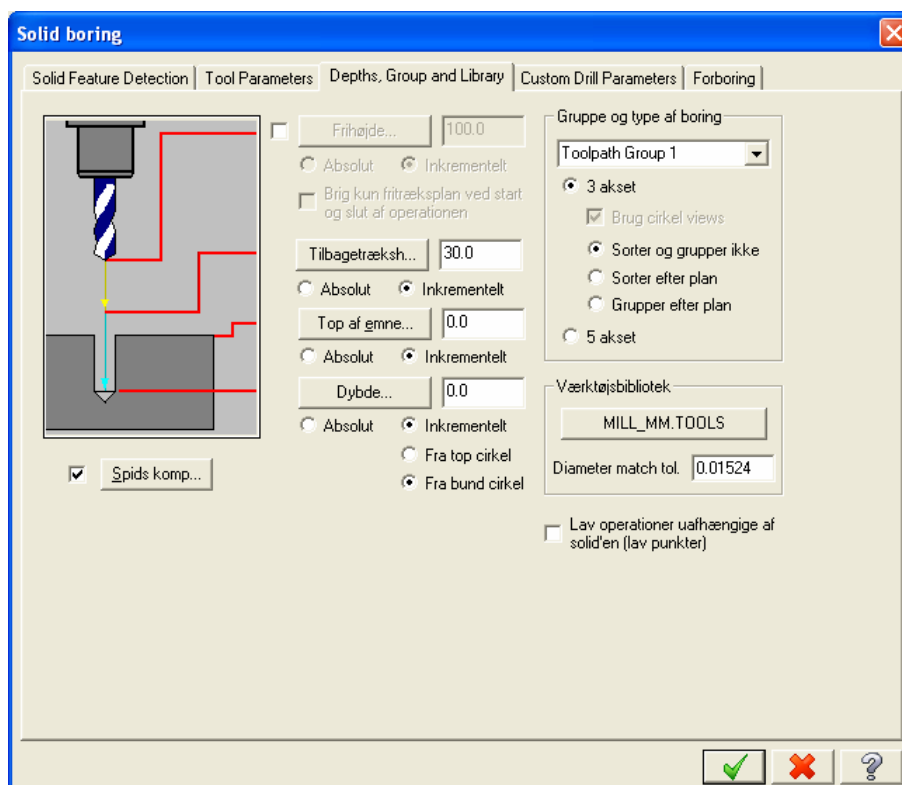 Solid boring
Solid Feature Detection
Tool Parameters
Depths, Group and Library
Custom Drill Parameters
Forboring
Frihøjde...
100.0
Absolut
Inkrementelt
Brig kun fritræksplan ved start
og slut af operationen
Tilbagetræksh...
30.0
Absolut
Inkrementelt
Top af emne...
0.0
Absolut
Inkrementelt
Dybde...
0.0
Absolut
Inkrementelt
Fra top cirkel
Fra bund cirkel
Spids komp...
Gruppe og type af boring
Toolpath Group 1
3 akset
Brug cirkel views
Sorter og grupper ikke
Sorter efter plan
Grupper efter plan
5 akset
Værktøjsbibliotek
MILL_MM.TOOLS
Diameter match tol.
0.01524
Lav operationer uafhængige af
solid'en (lav punkter)